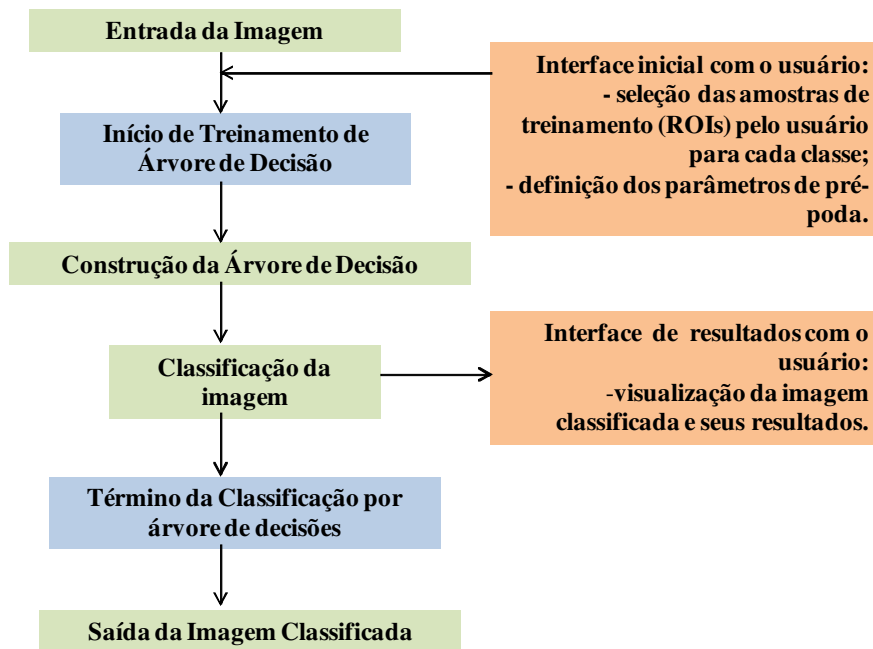 Entrada da Imagem
Interface inicial com o usuário:
- seleção das amostras de
treinamento (ROIs) pelo usuário
para cada classe;
- definição dos parâmetros de pré-
poda.
Início de Treinamento de
Árvore de Decisão
Construção da Árvore de Decisão
Classificação da
imagem
Interface de resultados com o
usuário:
-visualização da imagem
classificada e seus resultados.
Término da Classificação por
árvore de decisões
Saída da Imagem Classificada